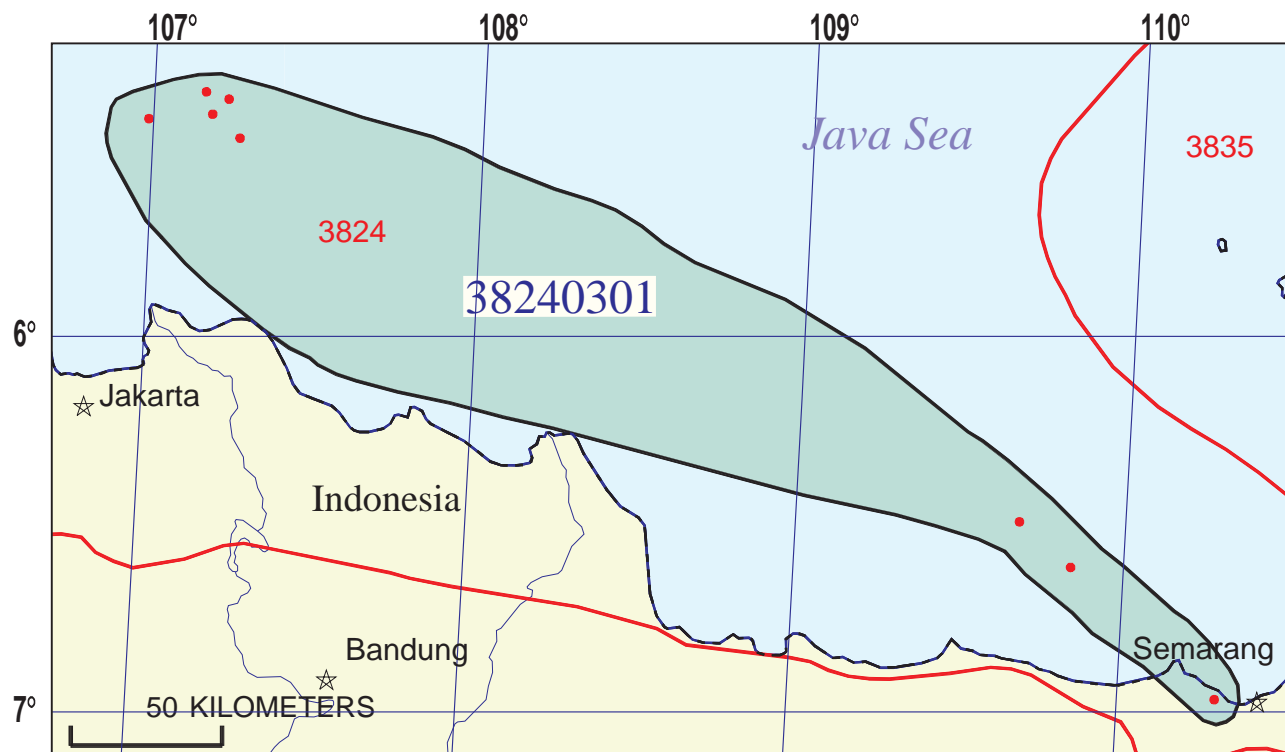 107° 108° 109° 110°
Java Sea
3835
3824
38240301
6°
Jakarta
Indonesia
Bandung
Semarang
7°
50 KILOMETERS